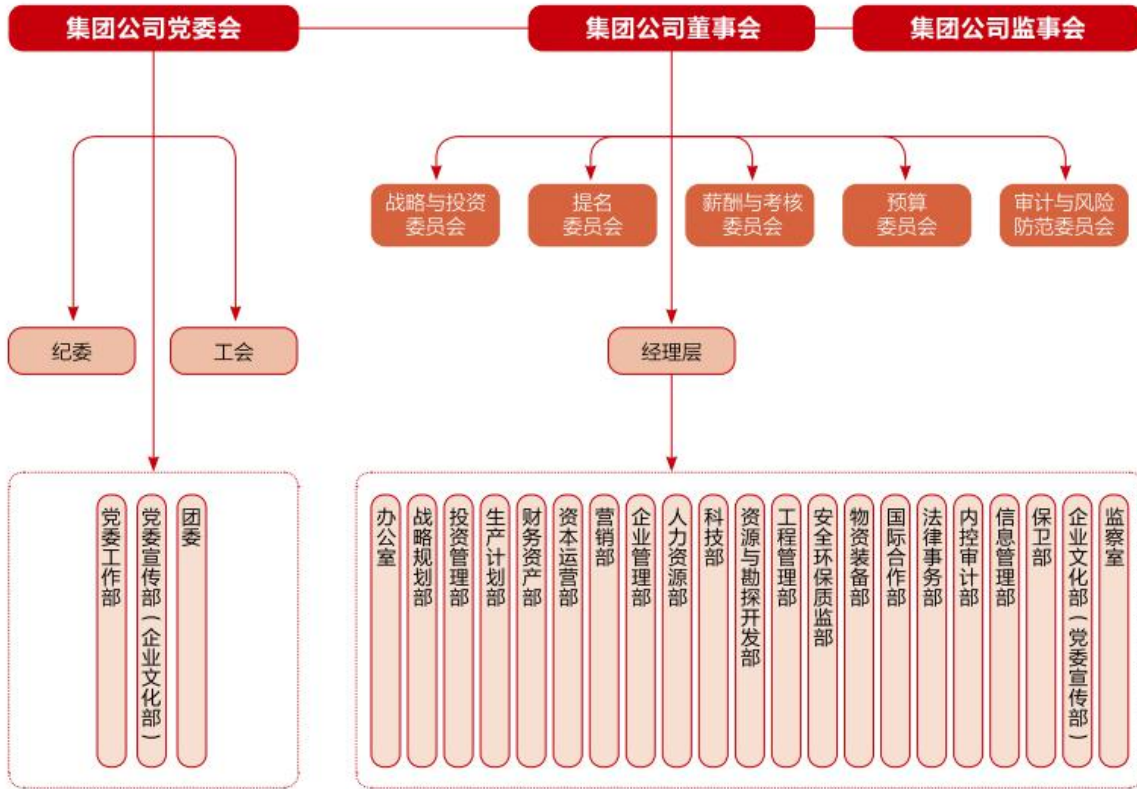 集团公司党委会
集团公司董事会
集团公司监事会
战略与投资
委员会
提名
委员会
薪酬与考核
委员会
预算
委员会
审计与风险
防范委员会
纪委
工会
经理层
党委工作部
党委宣传部(企业文化部)
团委
办公室
战略规划部
投资管理部
生产计划部
财务资产部
资本运营部
营销部
企业管理部
人力资源部
科技部
资源与勘探开发部
工程管理部
安全环保质监部
物资装备部
国际合作部
法律事务部
内控审计部
信息管理部
保卫部
企业文化部(党委宣传部)
监察室